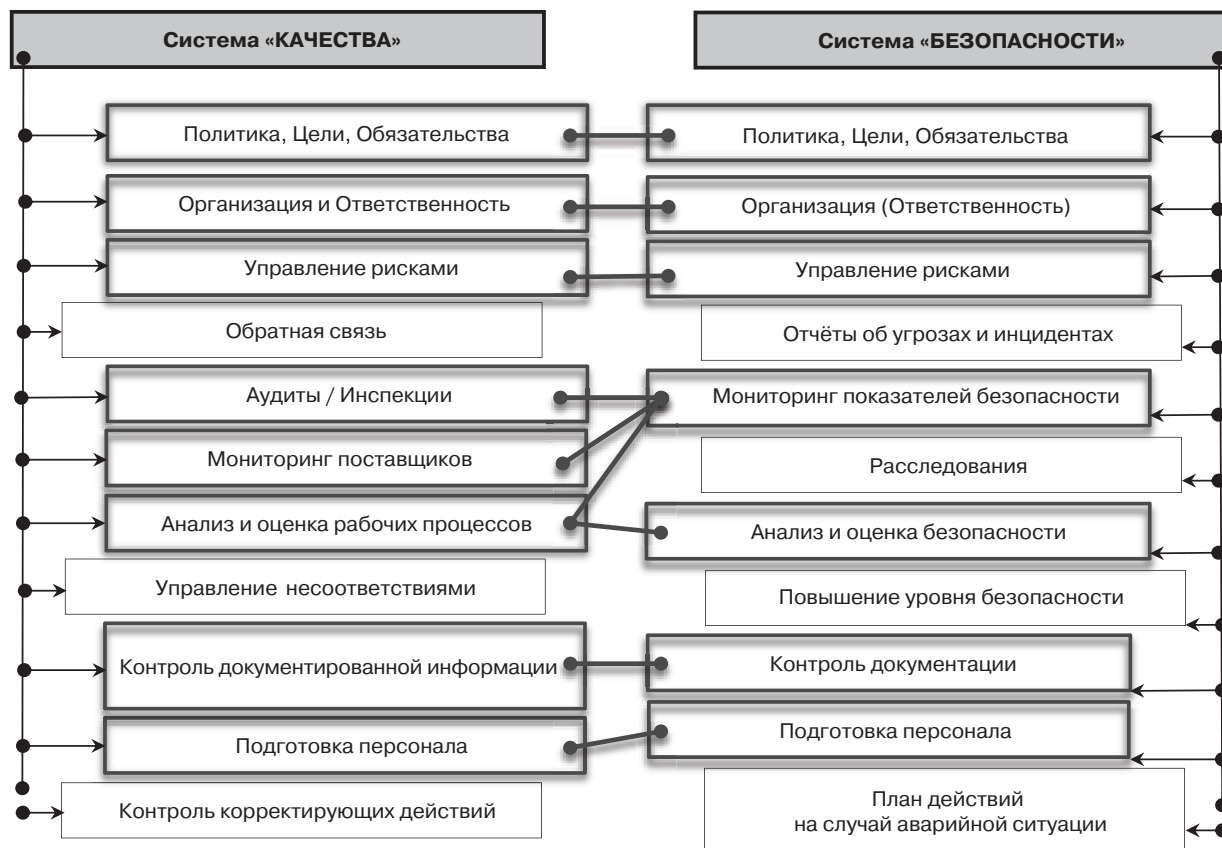 Система «КАЧЕСТВА»
Система «БЕЗОПАСНОСТИ»
Политика, Цели, Обязательства
Политика, Цели, Обязательства
Организация и Ответственность
Организация (Ответственность)
Управление рисками
Управление рисками
Обратная связь
Отчёты об угрозах и инцидентах
Аудиты / Инспекции
Мониторинг показателей безопасности
Мониторинг поставщиков
Расследования
Анализ и оценка рабочих процессов
Анализ и оценка безопасности
Управление несоответствиями
Повышение уровня безопасности
Контроль документированной информации
Контроль документации
Подготовка персонала
Подготовка персонала
Контроль корректирующих действий
План действий
на случай аварийной ситуации